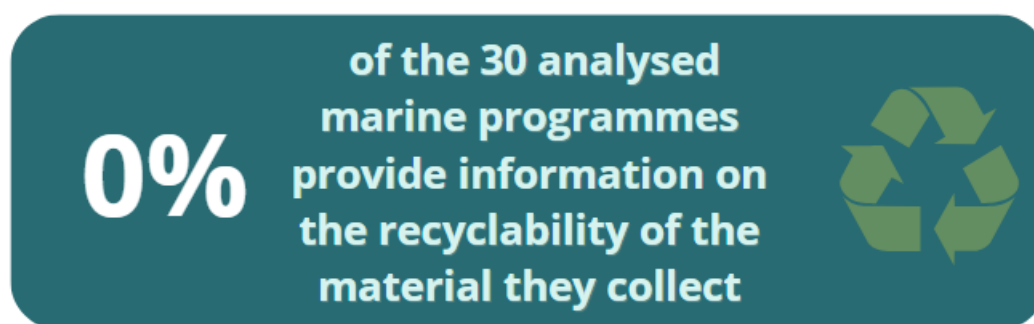 0%
of the 30 analysed
marine programmes
provide information on
the recyclability of the
material they collect